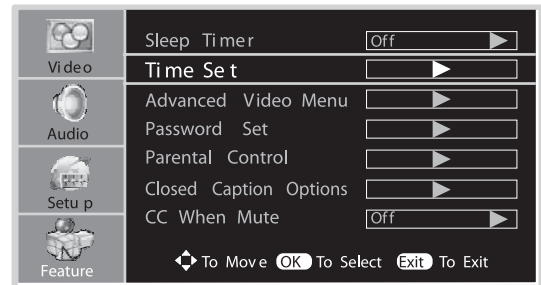 Video
Audio
Setup
Feature
Sleep Timer Off
Time Set
Advanced Video Menu
Password Set
Parental Control
Closed Caption Options
CC When Mute Off
To Move OK To Select Exit To Exit